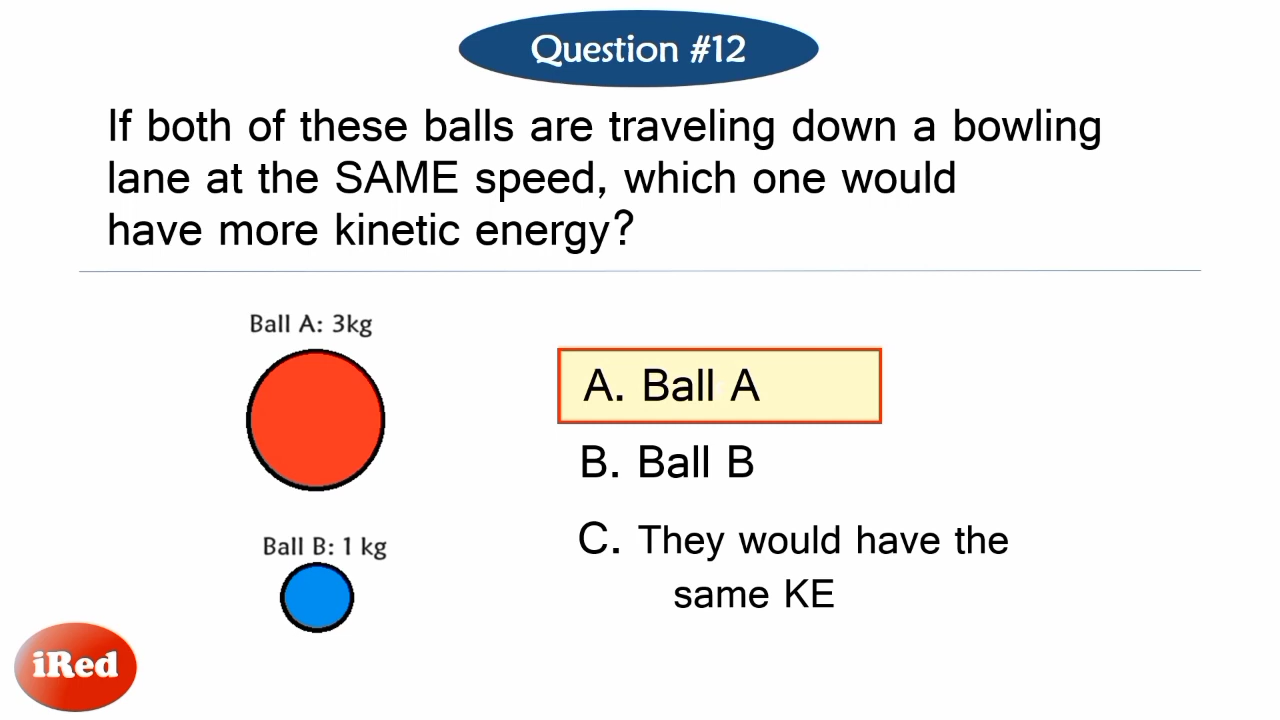 Question #12
If both of these balls are traveling down a bowling
lane at the SAME speed, which one would
have more kinetic energy?
Ball A: 3kg
A. Ball A
B. Ball B
C. They would have the
same KE
Ball B: 1 kg
iRed